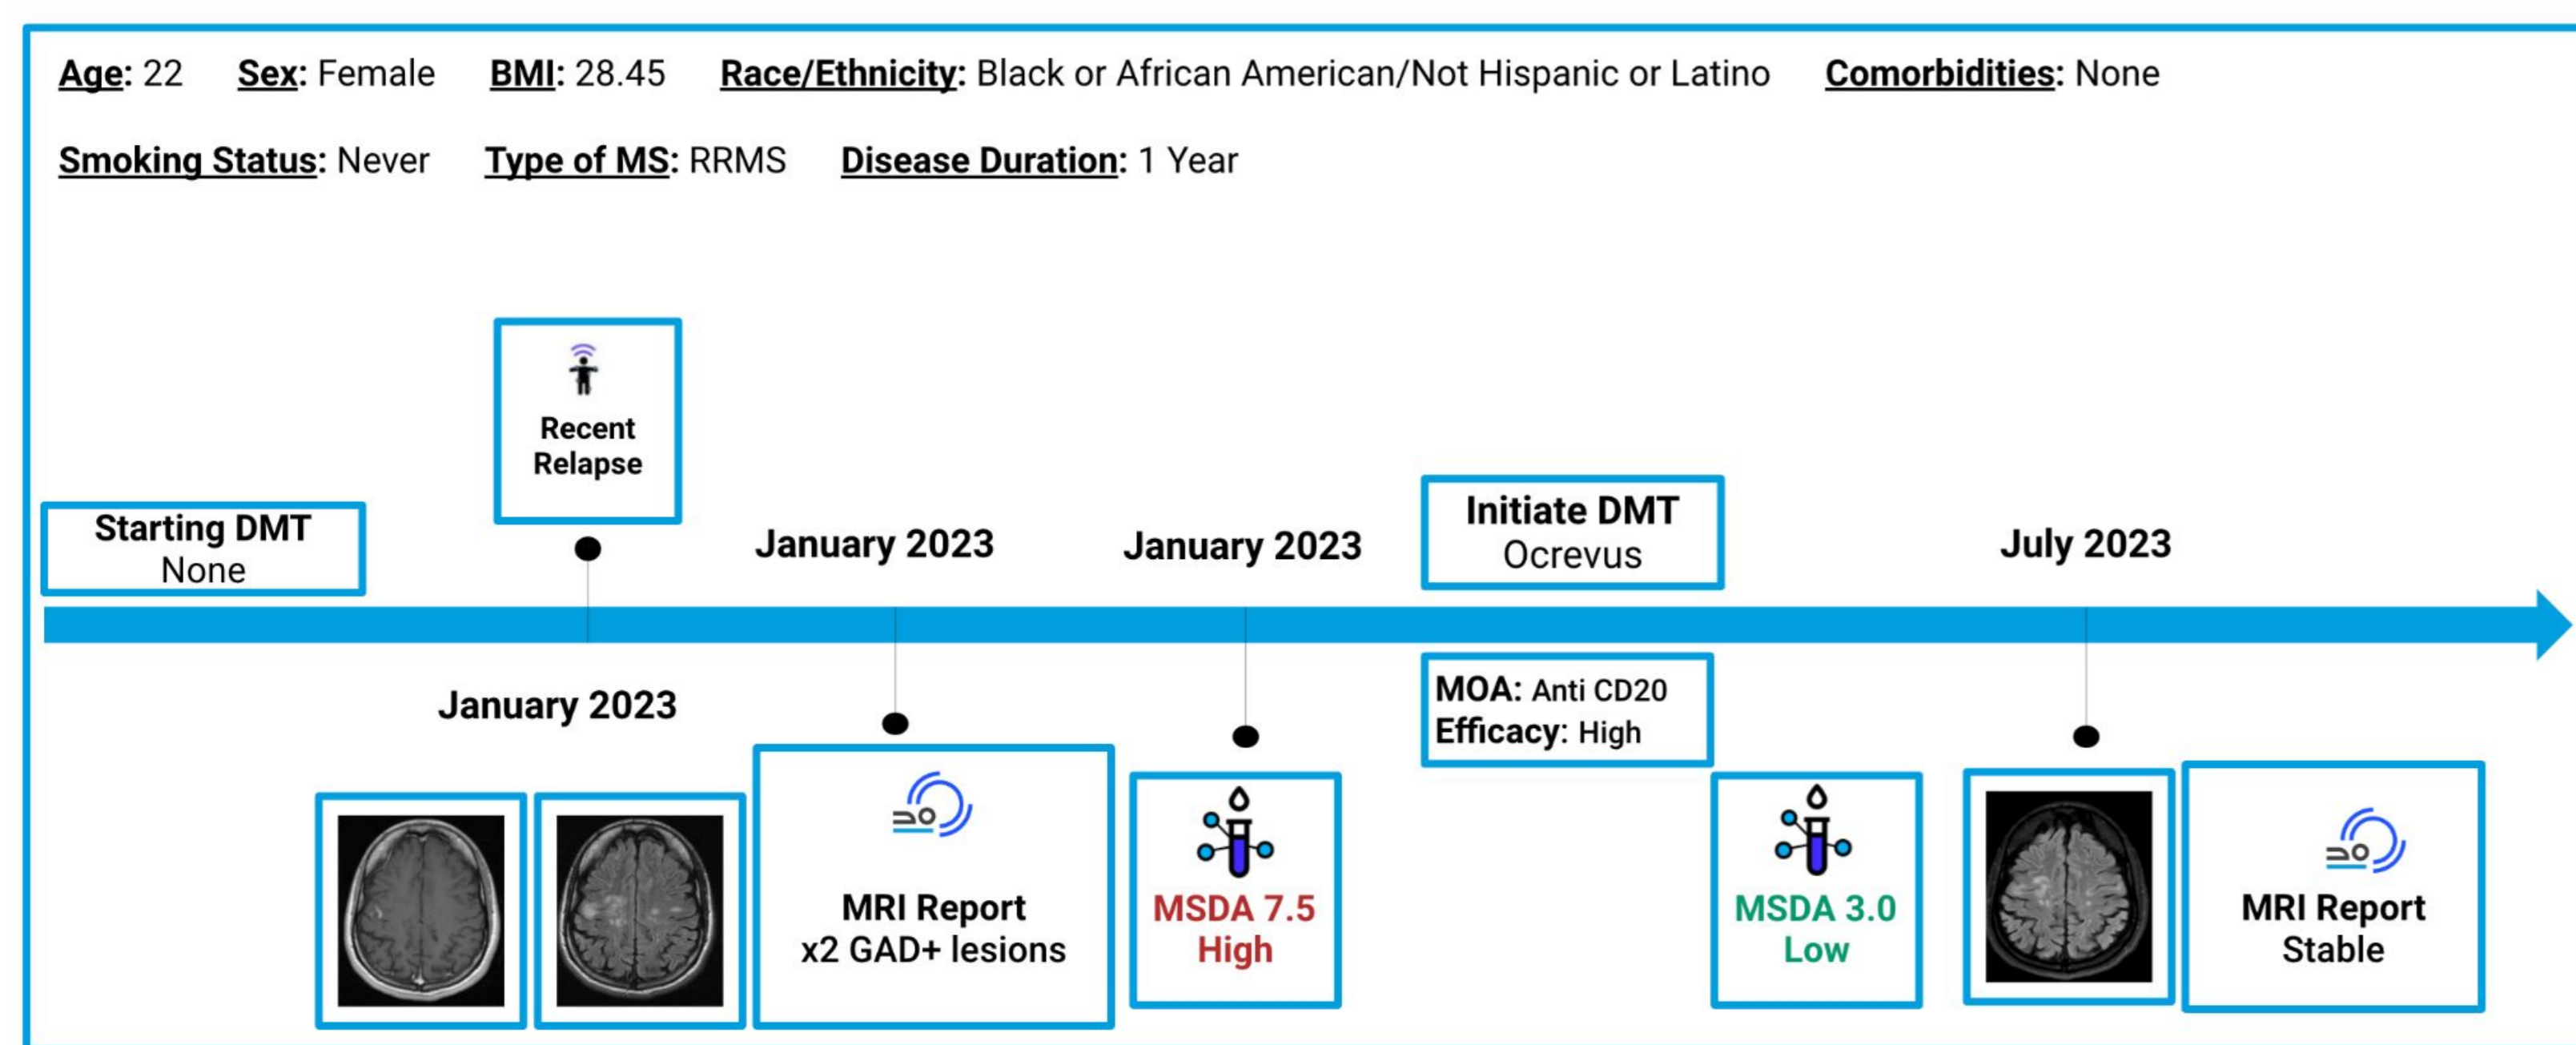 Age: 22 Sex: Female BMI: 28.45 Race/Ethnicity: Black or African American/Not Hispanic or Latino Comorbidities: None
Smoking Status: Never Type of MS: RRMS Disease Duration: 1 Year
Recent
Relapse
Starting DMT
None
January 2023
January 2023
Initiate DMT
Ocrevus
July 2023
January 2023
MOA: Anti CD20
Efficacy: High
MRI Report
x2 GAD+ lesions
MSDA 7.5
High
MSDA 3.0
Low
MRI Report
Stable